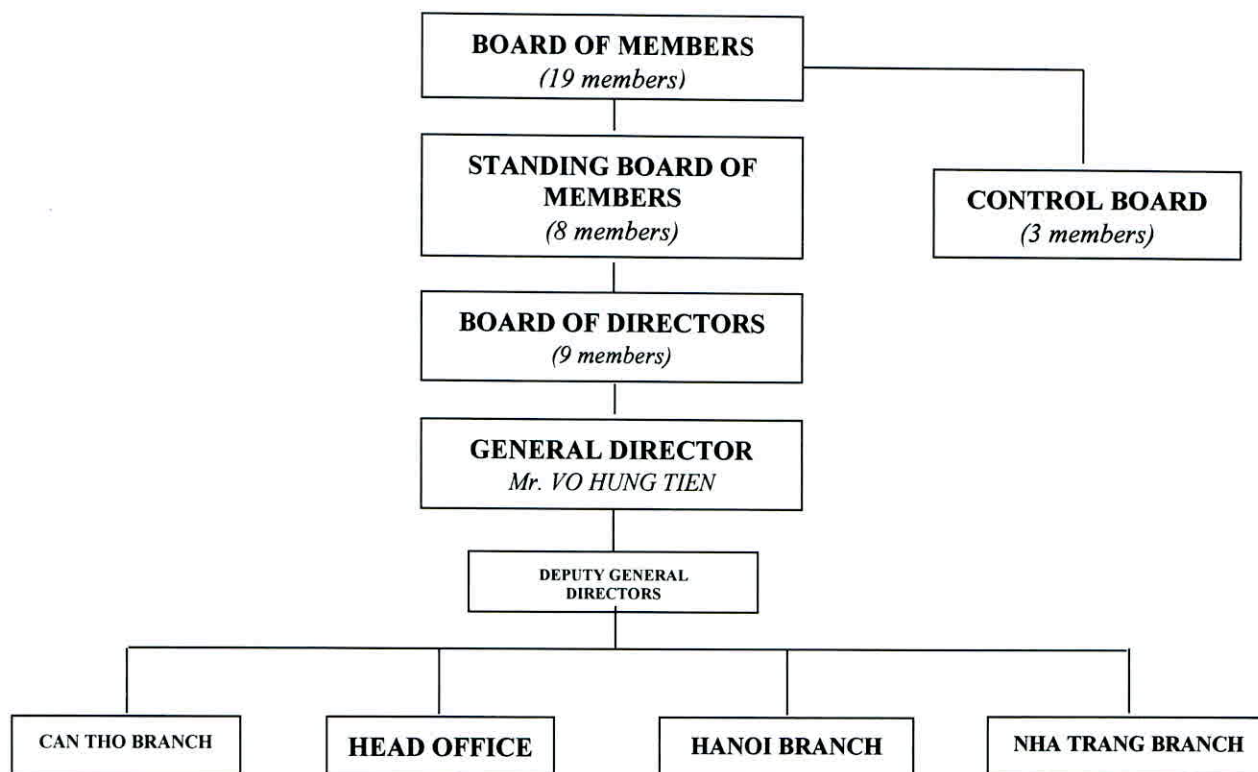 BOARD OF MEMBERS
(19 members)
STANDING BOARD OF
MEMBERS
(8 members)
CONTROL BOARD
(3 members)
BOARD OF DIRECTORS
(9 members)
GENERAL DIRECTOR
Mr. VO HUNG TIEN
DEPUTY GENERAL
DIRECTORS
CAN THO BRANCH
HEAD OFFICE
HANOI BRANCH
NHA TRANG BRANCH